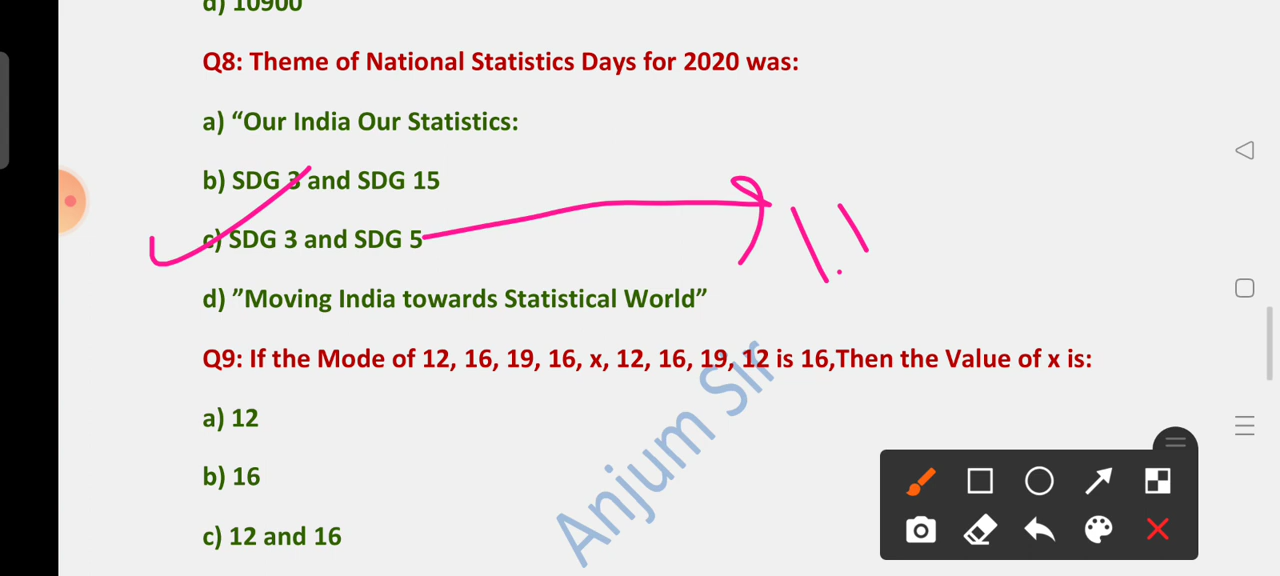 d) 10900
Q8: Theme of National Statistics Days for 2020 was:
a) “Our India Our Statistics:
b) SDG 3 and SDG 15
c) SDG 3 and SDG 5
d) ”Moving India towards Statistical World”
Q9: If the Mode of 12, 16, 19, 16, x, 12, 16, 19, 12 is 16,Then the Value of x is:
a) 12
b) 16
c) 12 and 16
Anjum Sir